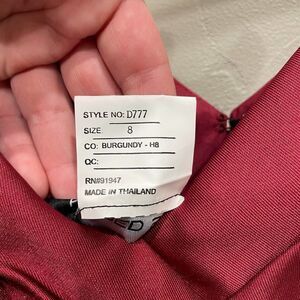 STYLE NO: D777
SIZE 8
CO: BURGUNDY - H8
QC:
RN#91947
MADE IN THAILAND